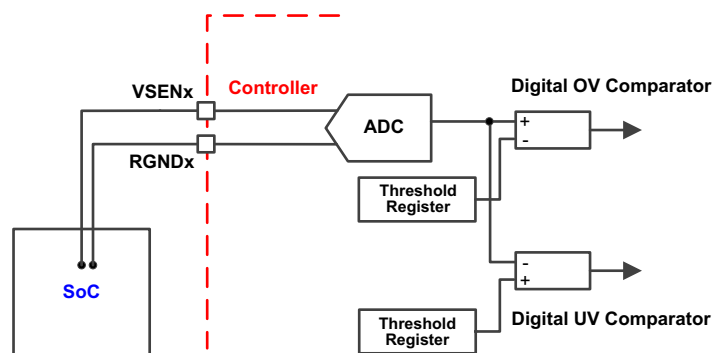 VSENx
Controller
Digital OV Comparator
ADC
+
-
RGNDx
Threshold
Register
SoC
-
+
Threshold
Register
Digital UV Comparator